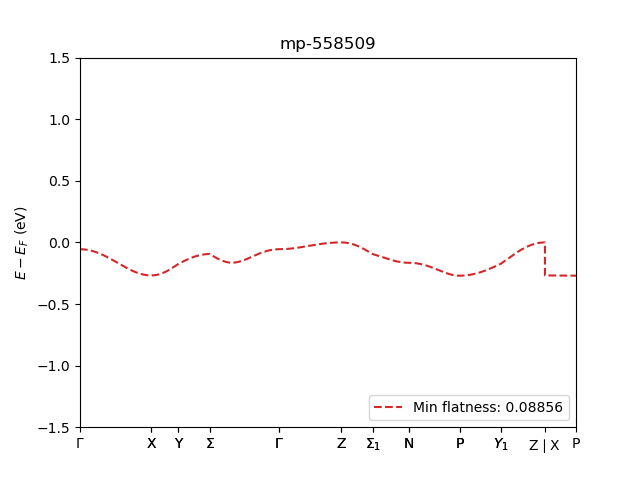 mp-558509
E − E_F (eV)
1.5
1.0
0.5
0.0
−0.5
−1.0
−1.5
Min flatness: 0.08856
Γ X Y Σ Γ Z Σ₁ N P Y₁ Z | X P